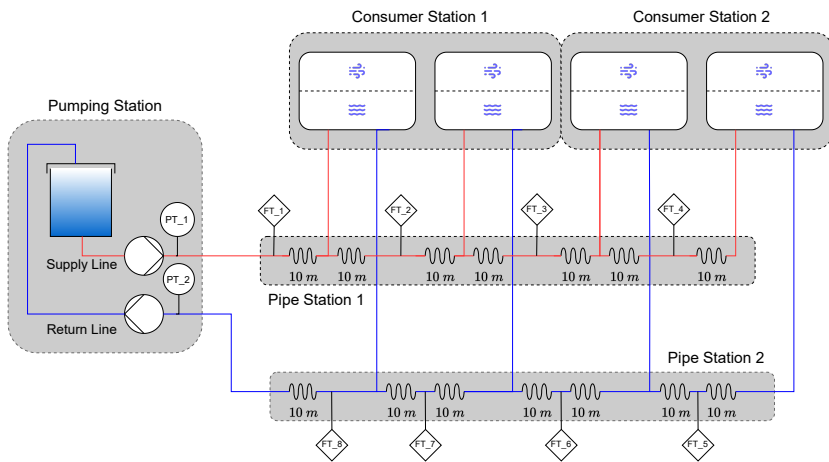 Consumer Station 1
Consumer Station 2
Pumping Station
PT_1
FT_1
FT_2
FT_3
FT_4
Supply Line
PT_2
10 m
10 m
10 m
10 m
10 m
10 m
10 m
Pipe Station 1
Return Line
Pipe Station 2
10 m
10 m
10 m
10 m
10 m
10 m
10 m
FT_8
FT_7
FT_6
FT_5